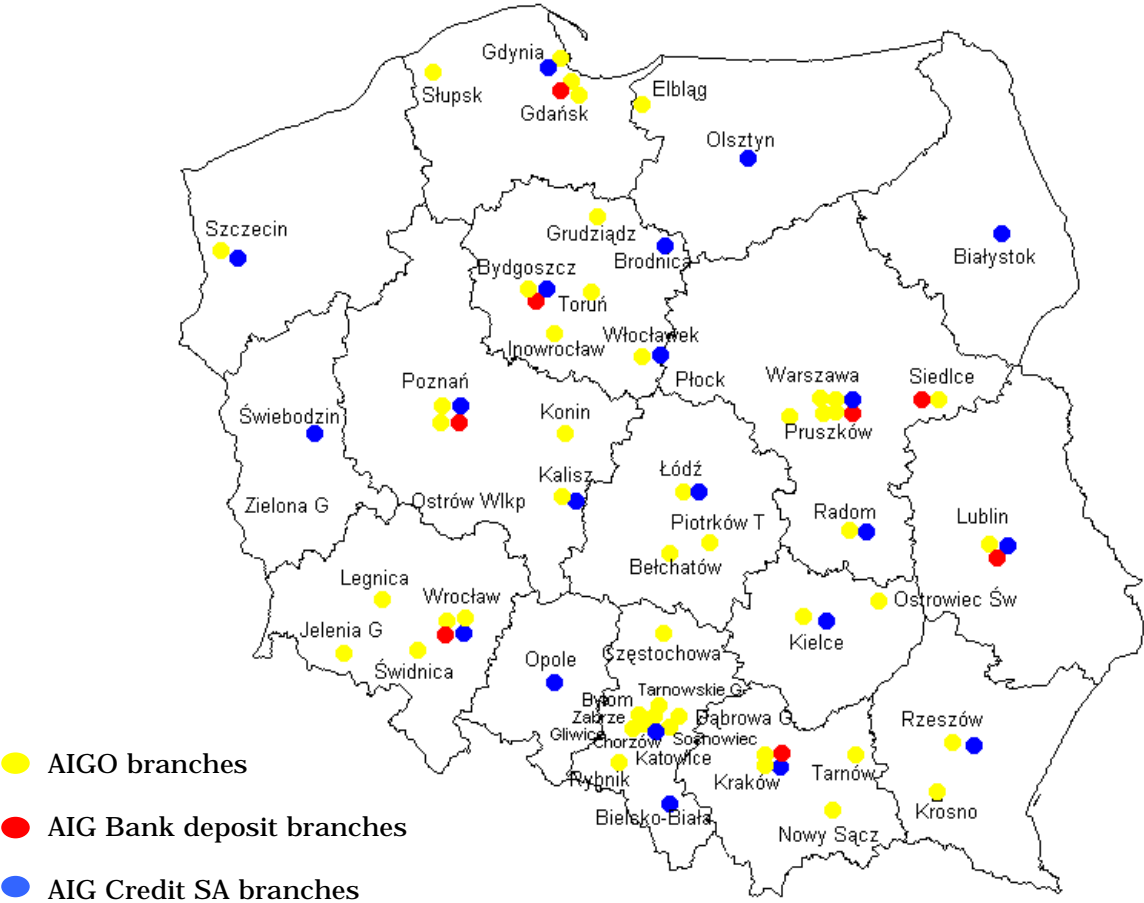 Gdynia
Słupsk
Gdańsk
Elbląg
Olsztyn
Szczecin
Grudziądz
Brodnica
Białystok
Bydgoszcz
Toruń
Włocławek
Inowrocław
Płock
Poznań
Warszawa
Siedlce
Świebodzin
Konin
Pruszków
Kalisz
Łódź
Zielona G
Ostrów Wlkp
Radom
Lublin
Piotrków T
Bełchatów
Legnica
Wrocław
Ostrowiec Św
Jelenia G
Kielce
Świdnica
Częstochowa
Opole
Tarnowskie G
Bytom
Zabrze
Dąbrowa G
Rzeszów
Gliwice
Chorzów
Sosnowiec
Katowice
Rybnik
Kraków
Tarnów
Bielsko-Biała
Nowy Sącz
Krosno
AIGO branches
AIG Bank deposit branches
AIG Credit SA branches